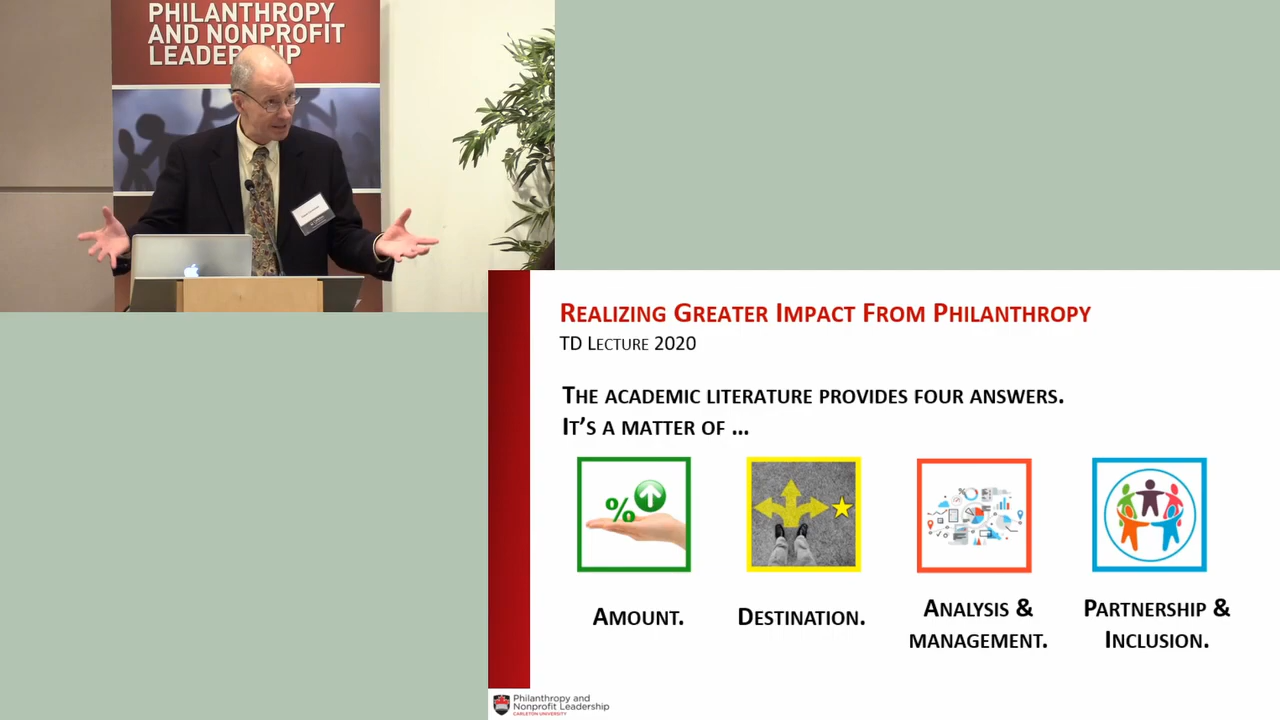 PHILANTHROPY
AND NONPROFIT
LEADERSHIP
REALIZING GREATER IMPACT FROM PHILANTHROPY
TD LECTURE 2020
THE ACADEMIC LITERATURE PROVIDES FOUR ANSWERS.
IT'S A MATTER OF ...
%
AMOUNT.
DESTINATION.
ANALYSIS &
MANAGEMENT.
PARTNERSHIP &
INCLUSION.
Philanthropy and
Nonprofit Leadership
CARLETON UNIVERSITY